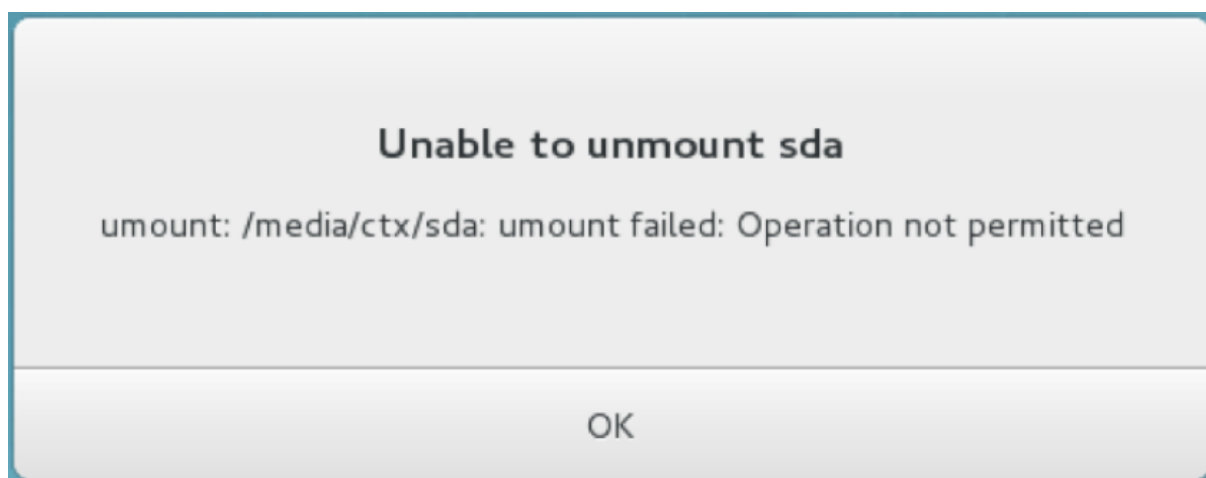 Unable to unmount sda
umount: /media/ctx/sda: umount failed: Operation not permitted
OK